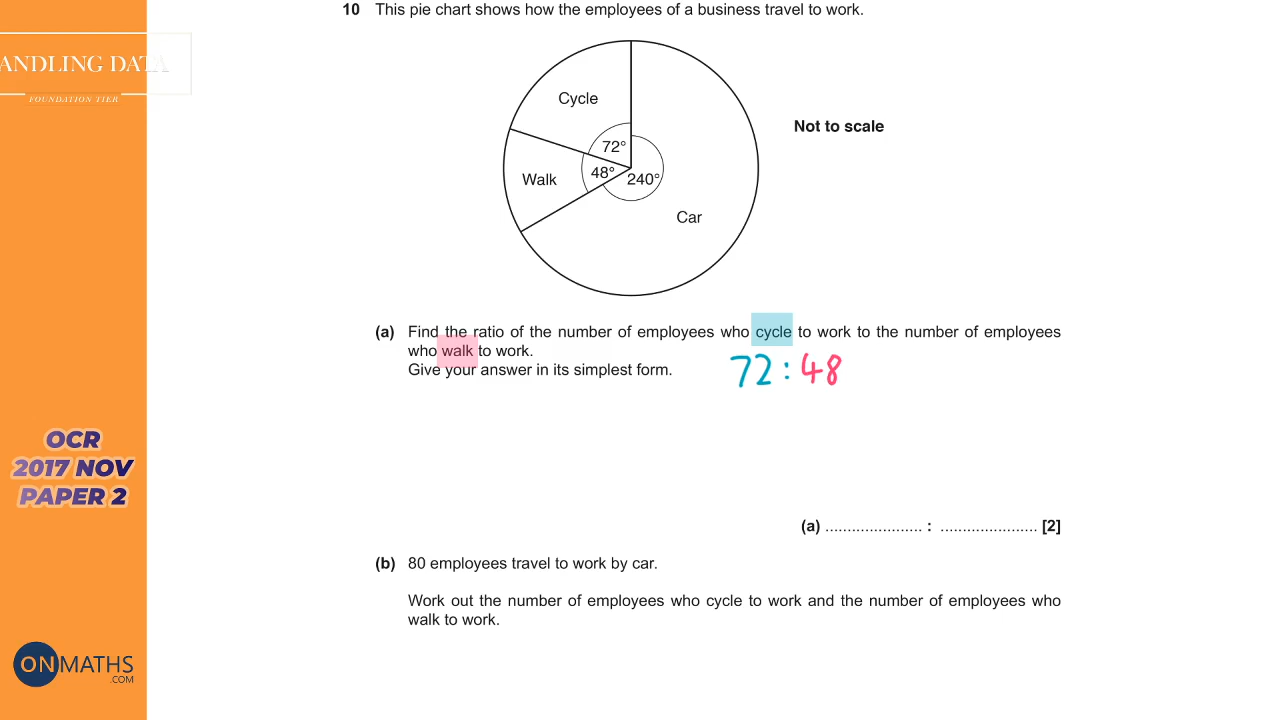 ANDLING DATA
FOUNDATION TIER
OCR
2017 NOV
PAPER 2
ONMATHS
.COM
10 This pie chart shows how the employees of a business travel to work.
Cycle
72°
Not to scale
Walk
48°
240°
Car
(a) Find the ratio of the number of employees who cycle to work to the number of employees
who walk to work.
Give your answer in its simplest form.
72 : 48
(a) ...................... : ...................... [2]
(b) 80 employees travel to work by car.
Work out the number of employees who cycle to work and the number of employees who
walk to work.